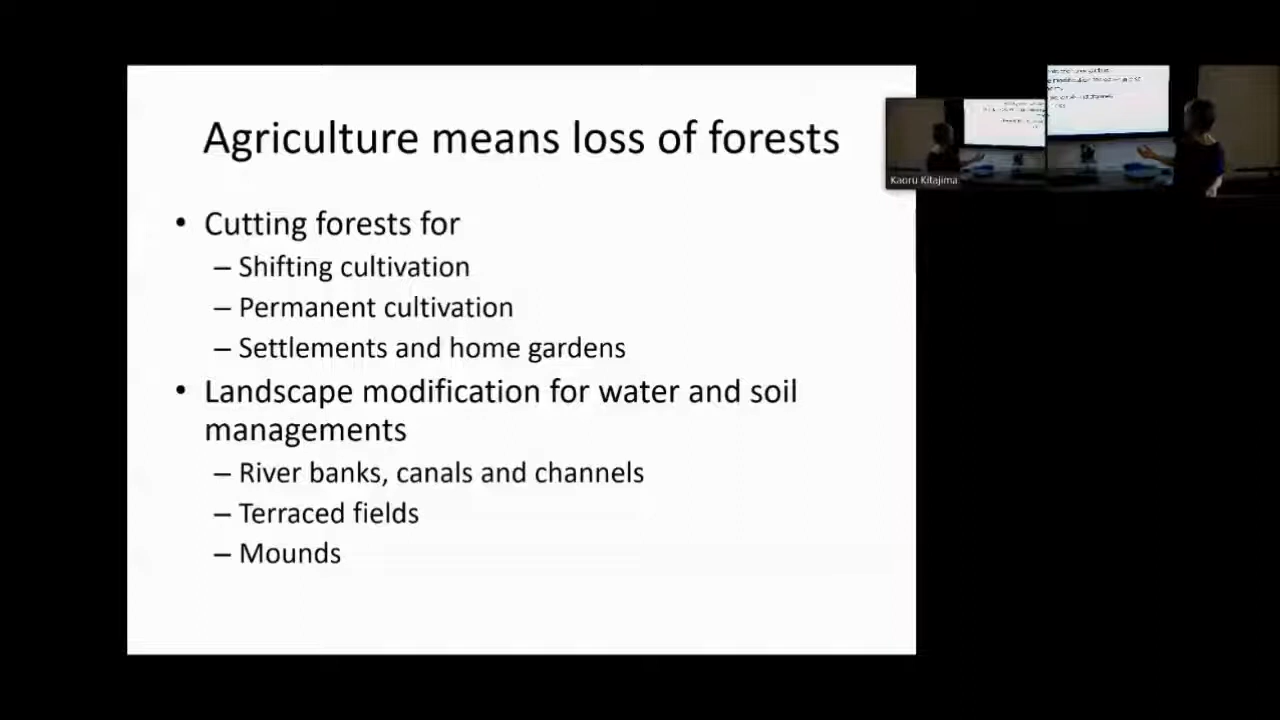 Agriculture means loss of forests
• Cutting forests for
– Shifting cultivation
– Permanent cultivation
– Settlements and home gardens
• Landscape modification for water and soil
managements
– River banks, canals and channels
– Terraced fields
– Mounds
Kaoru Kitajima